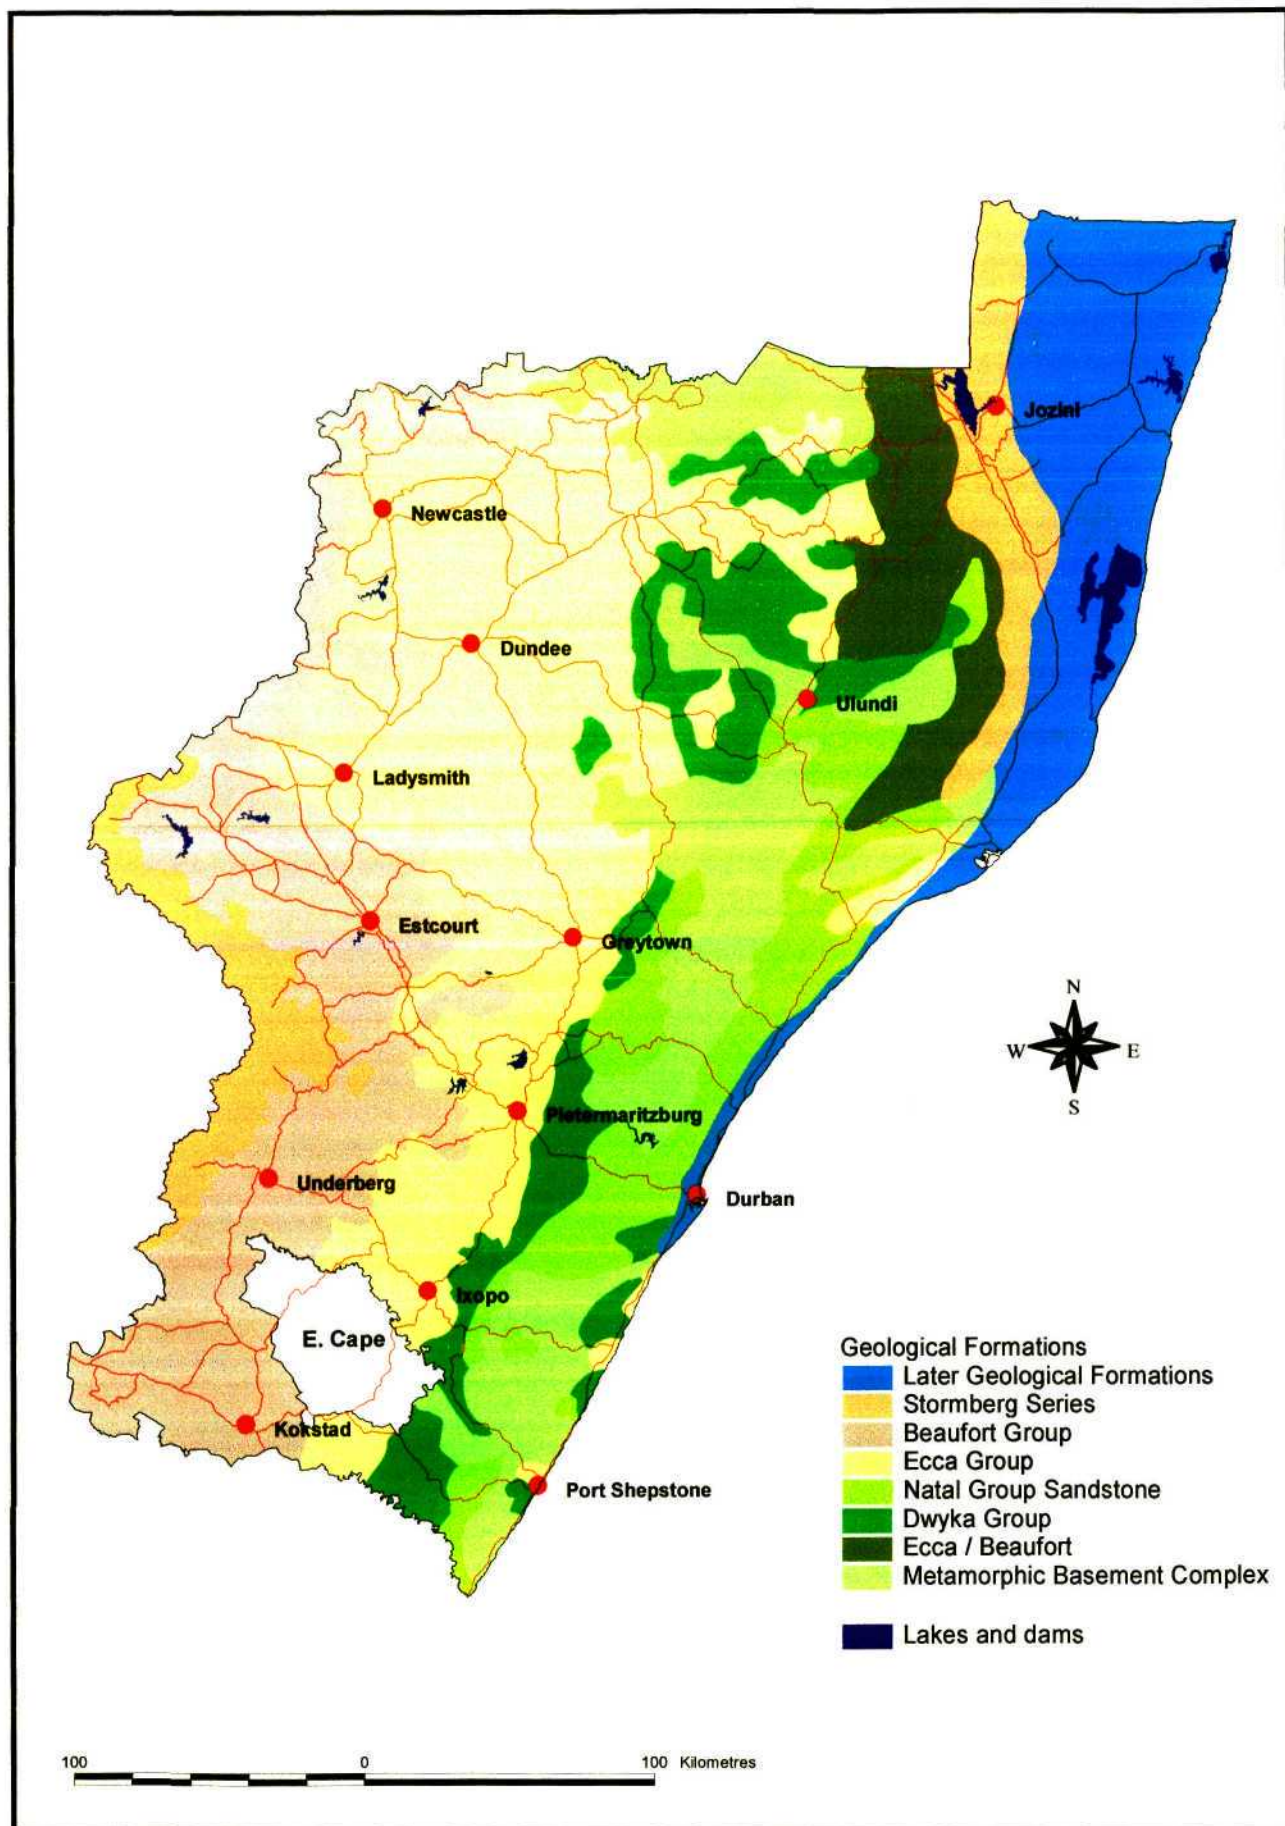 Jozini
Newcastle
Dundee
Ulundi
Ladysmith
Estcourt
Greytown
N
W
E
S
Pietermaritzburg
Underberg
Durban
Ixopo
E. Cape
Kokstad
Port Shepstone
Geological Formations
Later Geological Formations
Stormberg Series
Beaufort Group
Ecca Group
Natal Group Sandstone
Dwyka Group
Ecca / Beaufort
Metamorphic Basement Complex
Lakes and dams
100 0 100 Kilometres